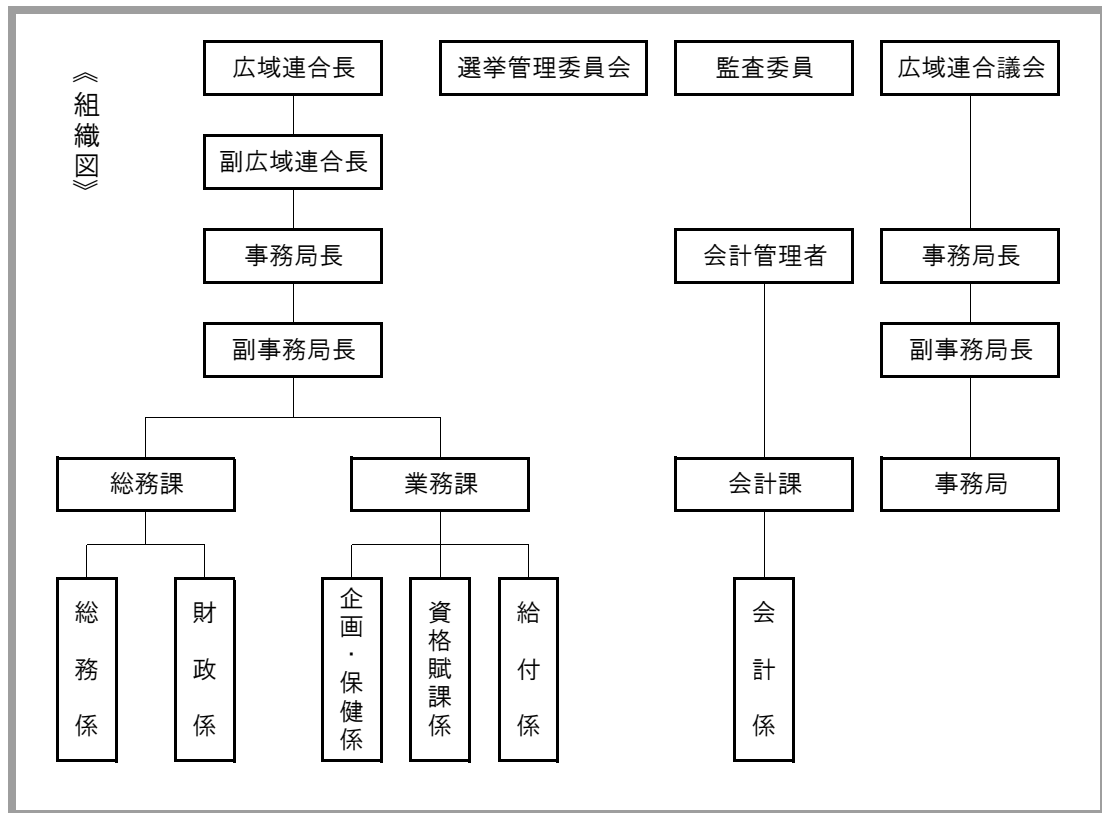 《組織図》
広域連合長
選挙管理委員会
監査委員
広域連合議会
副広域連合長
事務局長
会計管理者
事務局長
副事務局長
副事務局長
総務課
業務課
会計課
事務局
総務係
財政係
企画・保健係
資格賦課係
給付係
会計係